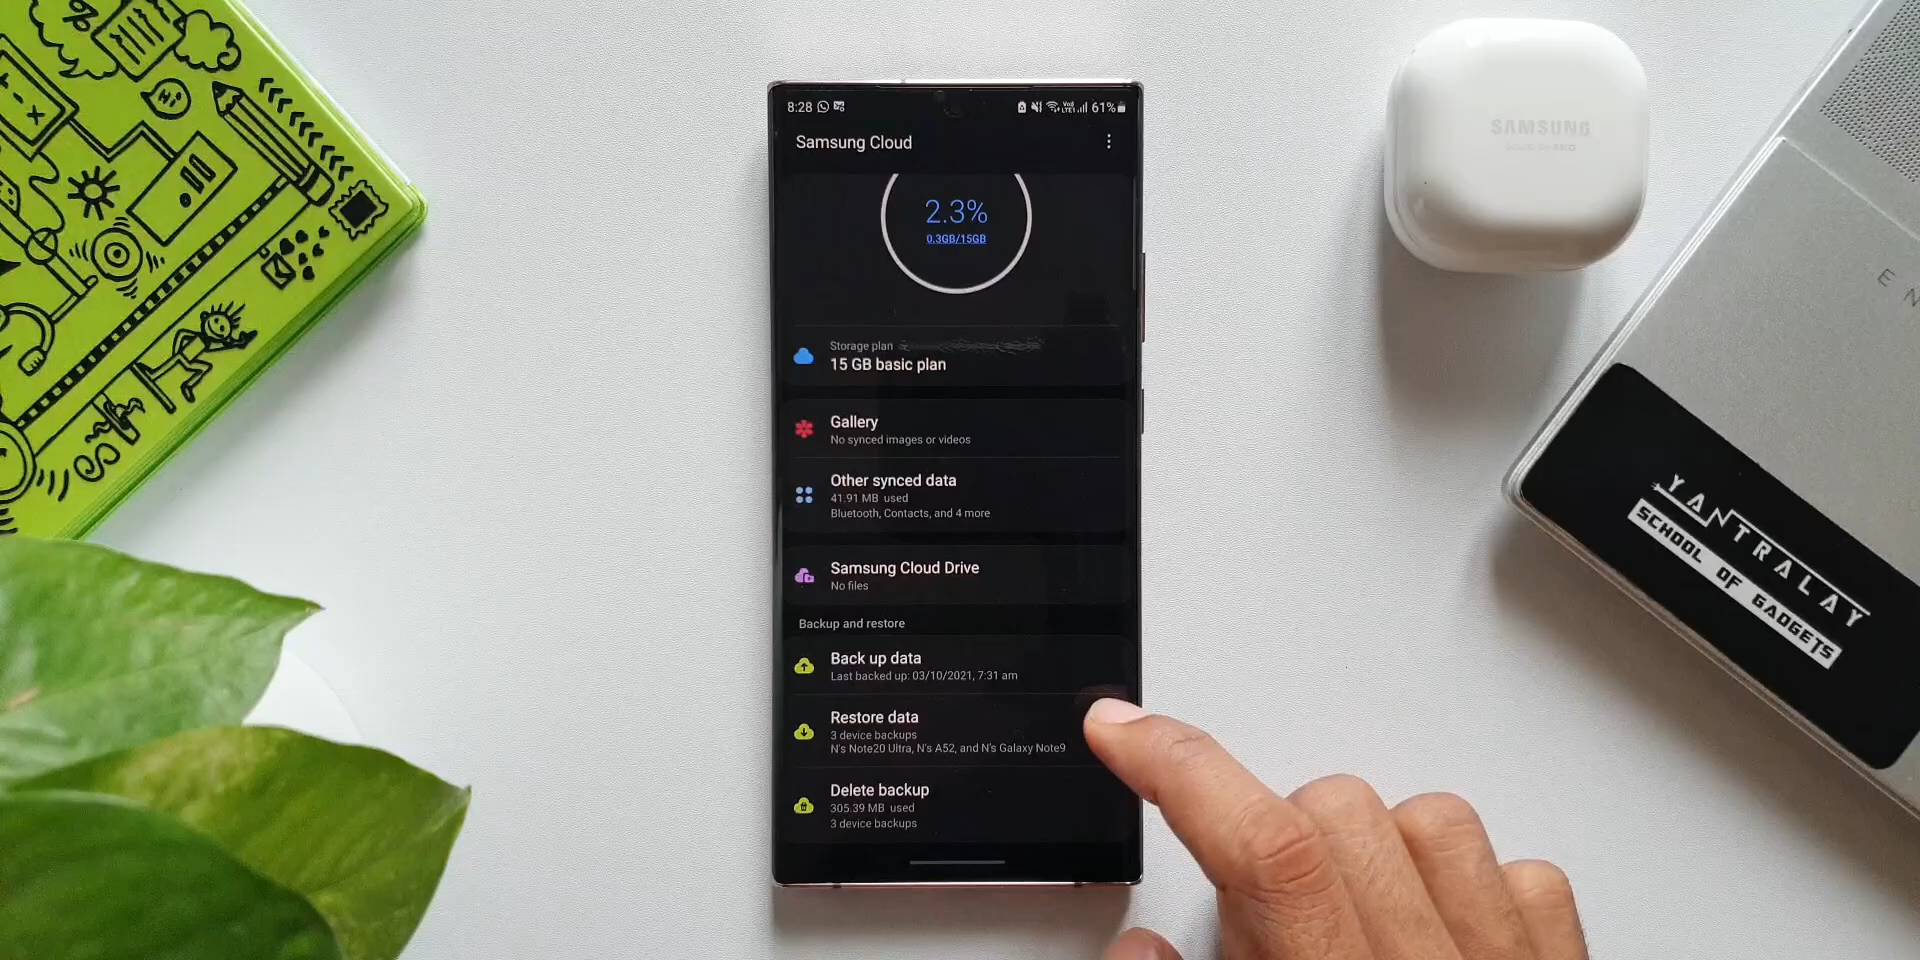 8:28
61%
Samsung Cloud
2.3%
0.3GB/15GB
Storage plan
15 GB basic plan
Gallery
No synced images or videos
Other synced data
41.91 MB used
Bluetooth, Contacts, and 4 more
Samsung Cloud Drive
No files
Backup and restore
Back up data
Last backed up: 03/10/2021, 7:31 am
Restore data
3 device backups
N's Note20 Ultra, N's A52, and N's Galaxy Note9
Delete backup
305.39 MB used
3 device backups
Hi
SAMSUNG
YANTRALAY
SCHOOL OF GADGETS